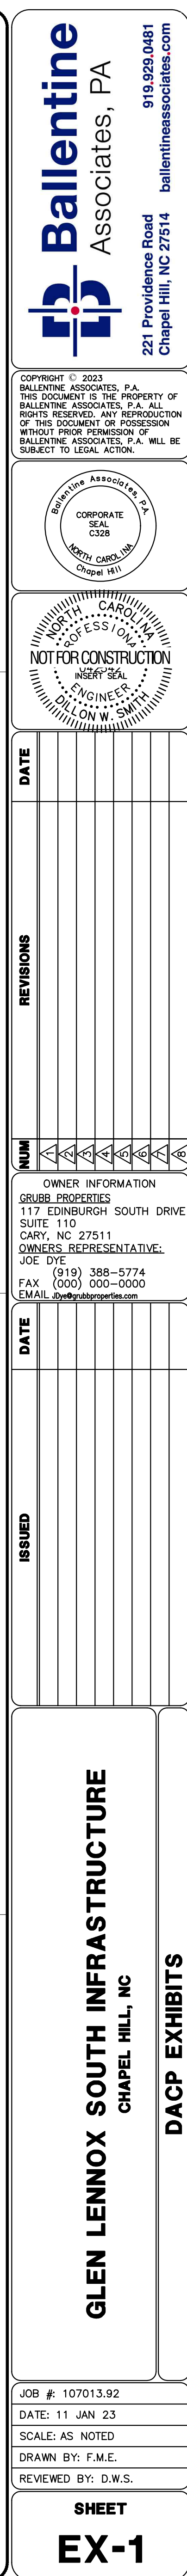 Ballentine
Associates, PA
221 Providence Road
Chapel Hill, NC 27514
919.929.0481
ballentineassociates.com
COPYRIGHT © 2023
BALLENTINE ASSOCIATES, P.A.
THIS DOCUMENT IS THE PROPERTY OF
BALLENTINE ASSOCIATES, P.A. ALL
RIGHTS RESERVED. ANY REPRODUCTION
OF THIS DOCUMENT OR POSSESSION
WITHOUT PRIOR PERMISSION OF
BALLENTINE ASSOCIATES, P.A. WILL BE
SUBJECT TO LEGAL ACTION.
Ballentine Associates, P.A.
CORPORATE
SEAL
C328
NORTH CAROLINA
Chapel Hill
NORTH CAROLINA
PROFESSIONAL
NOT FOR CONSTRUCTION
INSERT SEAL
ENGINEER
DILLON W. SMITH
DATE
REVISIONS
NUM
1
2
3
4
5
6
7
8
OWNER INFORMATION
GRUBB PROPERTIES
117 EDINBURGH SOUTH DRIVE
SUITE 110
CARY, NC 27511
OWNERS REPRESENTATIVE:
JOE DYE
(919) 388-5774
FAX (000) 000-0000
EMAIL JDye@grubbproperties.com
DATE
ISSUED
GLEN LENNOX SOUTH INFRASTRUCTURE
CHAPEL HILL, NC
DACP EXHIBITS
JOB #: 107013.92
DATE: 11 JAN 23
SCALE: AS NOTED
DRAWN BY: F.M.E.
REVIEWED BY: D.W.S.
SHEET
EX-1